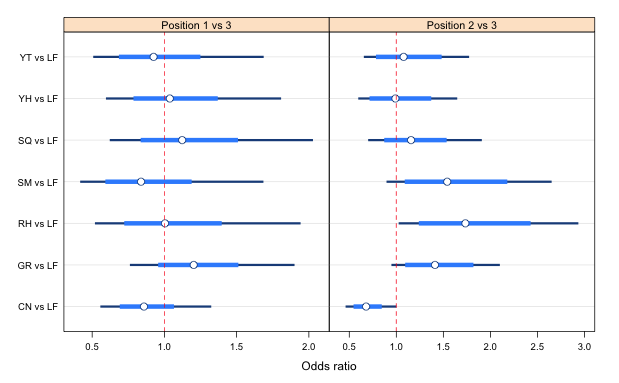 Position 1 vs 3
Position 2 vs 3
YT vs LF
YH vs LF
SQ vs LF
SM vs LF
RH vs LF
GR vs LF
CN vs LF
0.5 1.0 1.5 2.0
0.5 1.0 1.5 2.0 2.5 3.0
Odds ratio